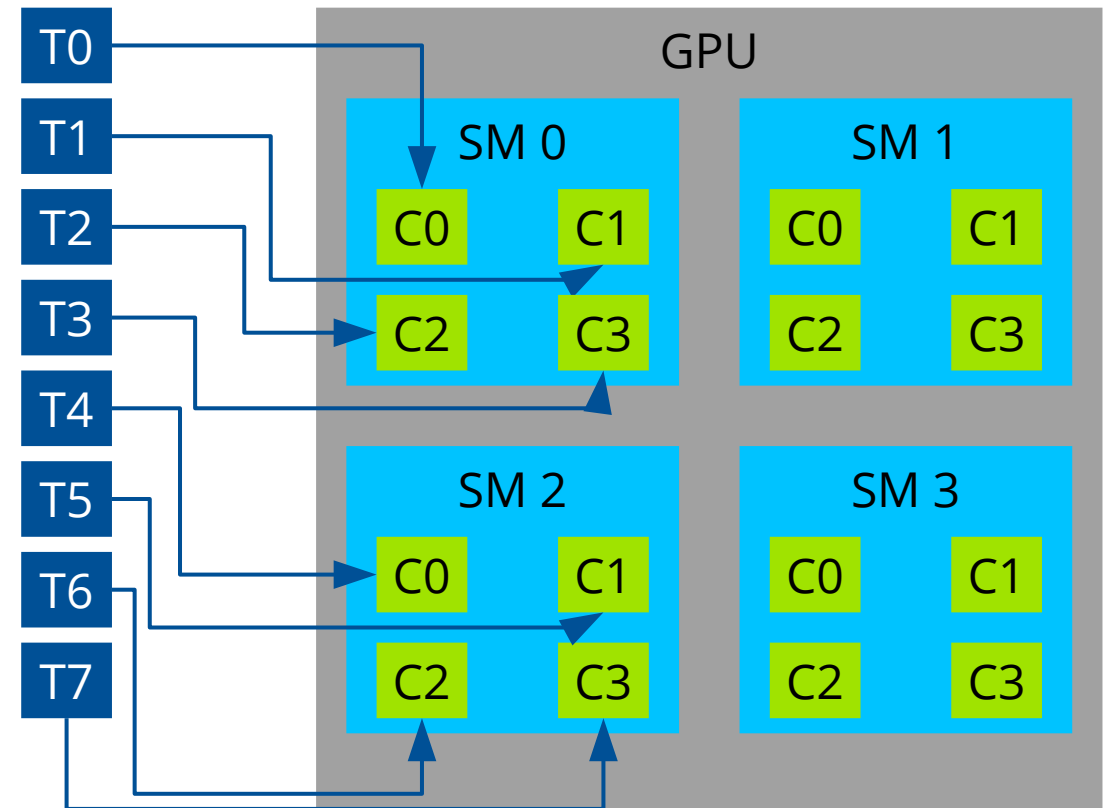 T0
T1
T2
T3
T4
T5
T6
T7
GPU
SM 0
C0 C1
C2 C3
SM 1
C0 C1
C2 C3
SM 2
C0 C1
C2 C3
SM 3
C0 C1
C2 C3